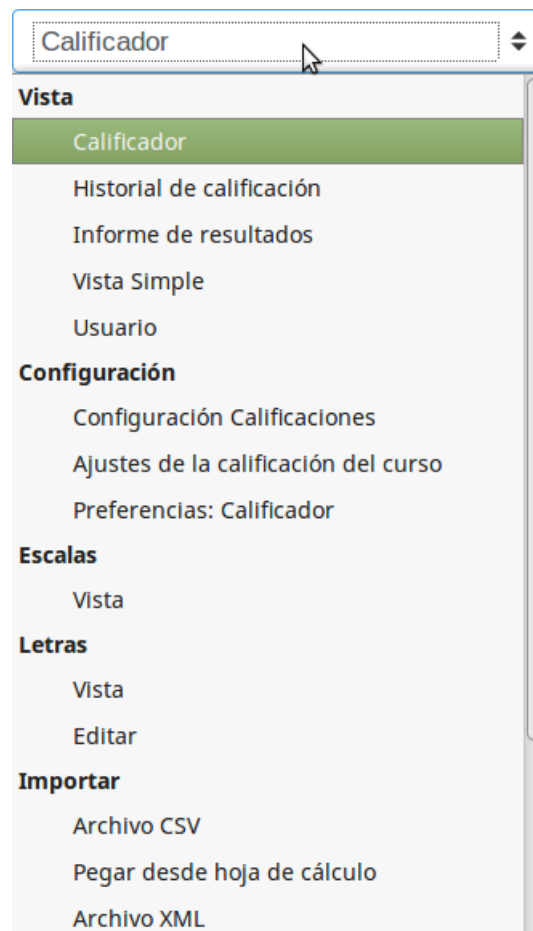 Calificador
Vista
Calificador
Historial de calificación
Informe de resultados
Vista Simple
Usuario
Configuración
Configuración Calificaciones
Ajustes de la calificación del curso
Preferencias: Calificador
Escalas
Vista
Letras
Vista
Editar
Importar
Archivo CSV
Pegar desde hoja de cálculo
Archivo XML